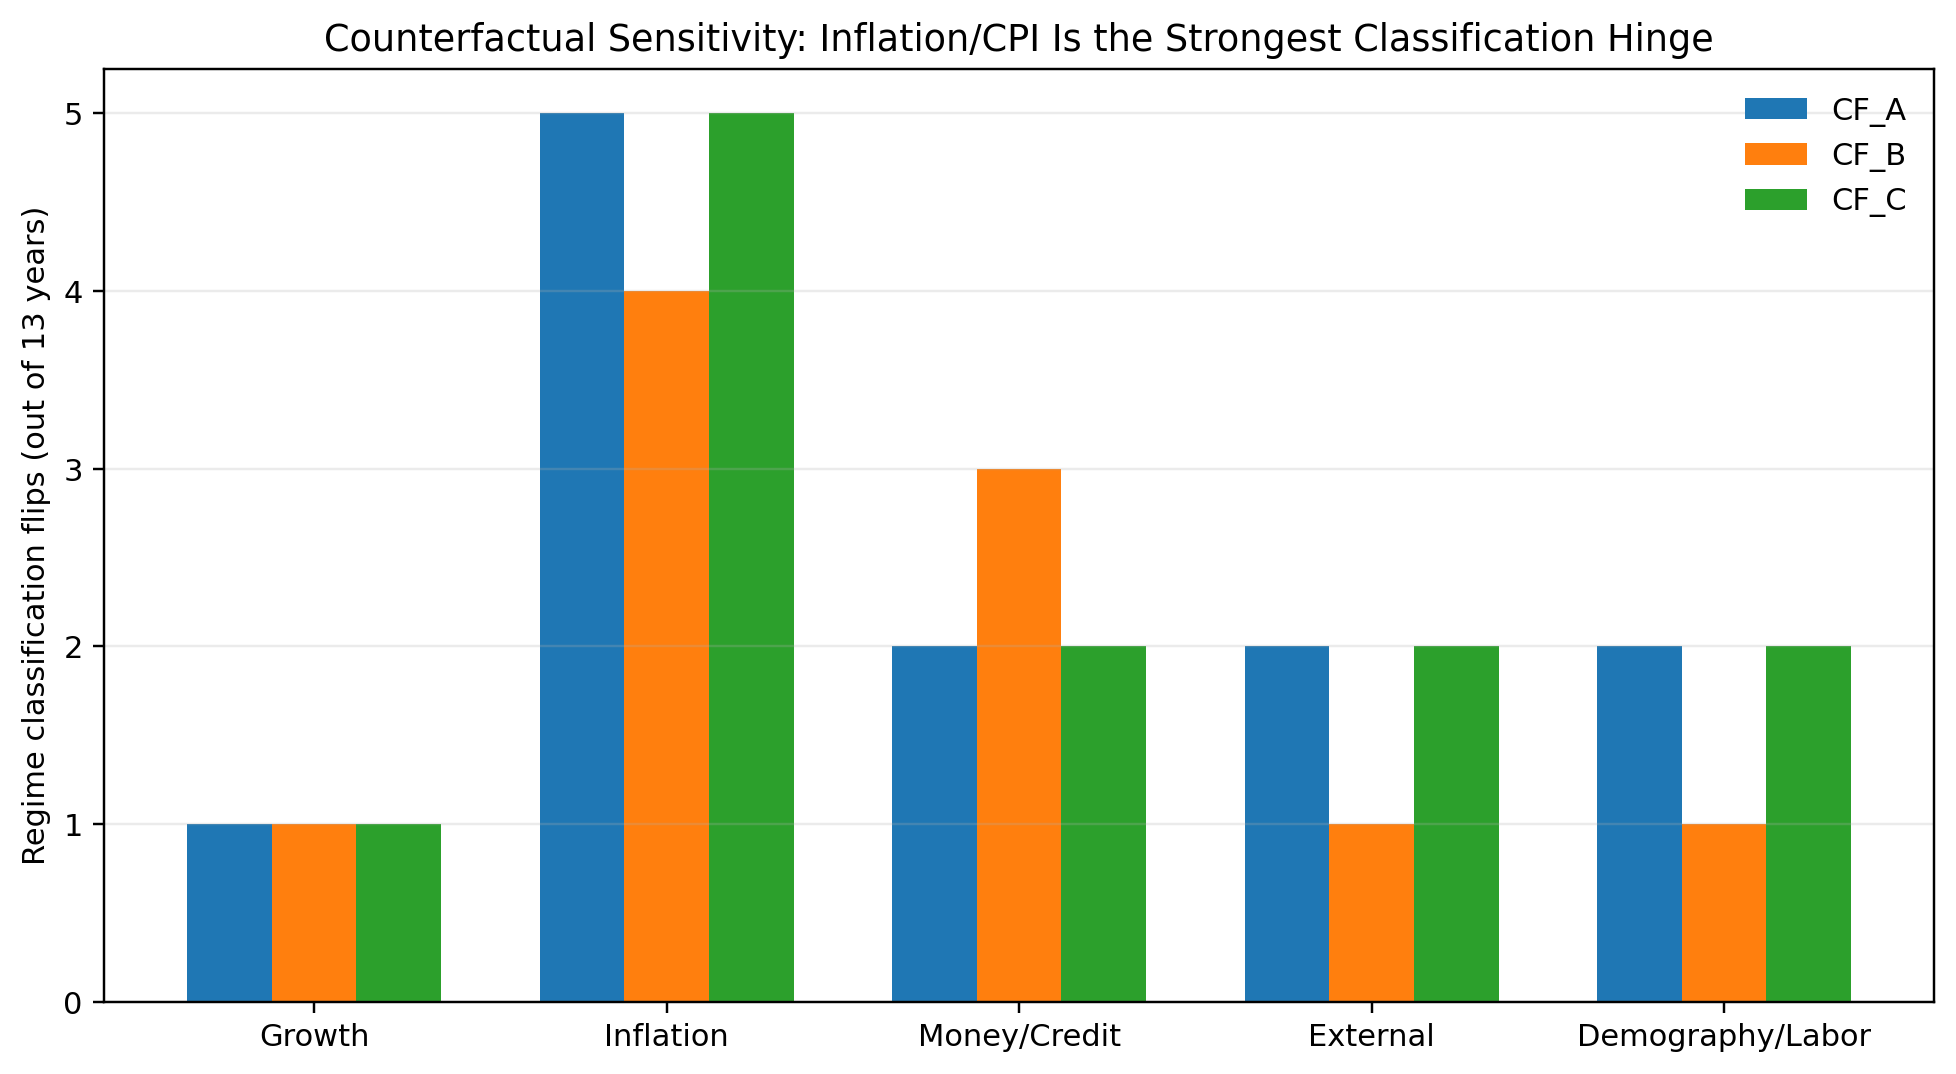 Counterfactual Sensitivity: Inflation/CPI Is the Strongest Classification Hinge
Regime classification flips (out of 13 years)
5
4
3
2
1
0
CF_A
CF_B
CF_C
Growth
Inflation
Money/Credit
External
Demography/Labor